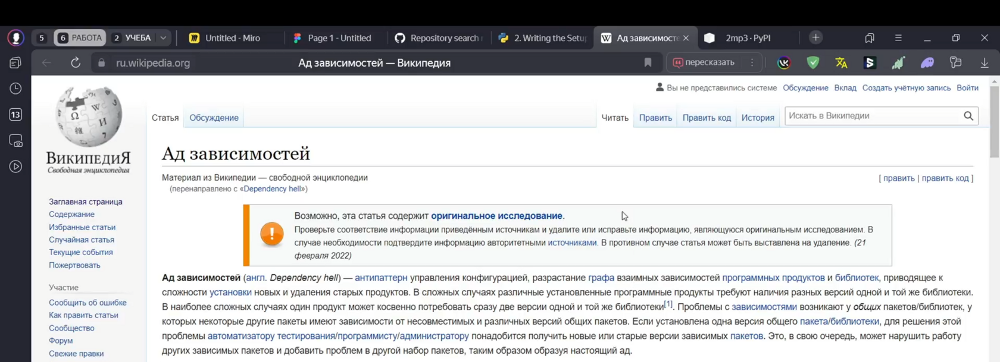 5
6 РАБОТА
2 УЧЕБА
Untitled - Miro
Page 1 - Untitled
Repository search
2. Writing the Setu
Ад зависимосте
2mp3 · PyPI
ru.wikipedia.org
Ад зависимостей — Википедия
пересказать
13
Вы не представились системе
Обсуждение
Вклад
Создать учётную запись
Войти
ВикипедиЯ
Свободная энциклопедия
Статья
Обсуждение
Читать
Править
Править код
История
Искать в Википедии
Ад зависимостей
Материал из Википедии — свободной энциклопедии
[ править | править код ]
(перенаправлено с «Dependency hell»)
Возможно, эта статья содержит оригинальное исследование.
Проверьте соответствие информации приведённым источникам и удалите или исправьте информацию, являющуюся оригинальным исследованием. В
случае необходимости подтвердите информацию авторитетными источниками. В противном случае статья может быть выставлена на удаление. (21
февраля 2022)
Ад зависимостей (англ. Dependency hell) — антипаттерн управления конфигурацией, разрастание графа взаимных зависимостей программных продуктов и библиотек, приводящее к
сложности установки новых и удаления старых продуктов. В сложных случаях различные установленные программные продукты требуют наличия разных версий одной и той же библиотеки.
В наиболее сложных случаях один продукт может косвенно потребовать сразу две версии одной и той же библиотеки[1]. Проблемы с зависимостями возникают у общих пакетов/библиотек, у
которых некоторые другие пакеты имеют зависимости от несовместимых и различных версий общих пакетов. Если установлена одна версия общего пакета/библиотеки, для решения этой
проблемы автоматизатору тестирования/программисту/администратору понадобится получить новые или старые версии зависимых пакетов. Это, в свою очередь, может нарушить работу
других зависимых пакетов и добавить проблем в другой набор пакетов, таким образом образуя настоящий ад.
Заглавная страница
Содержание
Избранные статьи
Случайная статья
Текущие события
Пожертвовать
Участие
Сообщить об ошибке
Как править статьи
Сообщество
Форум
Свежие правки